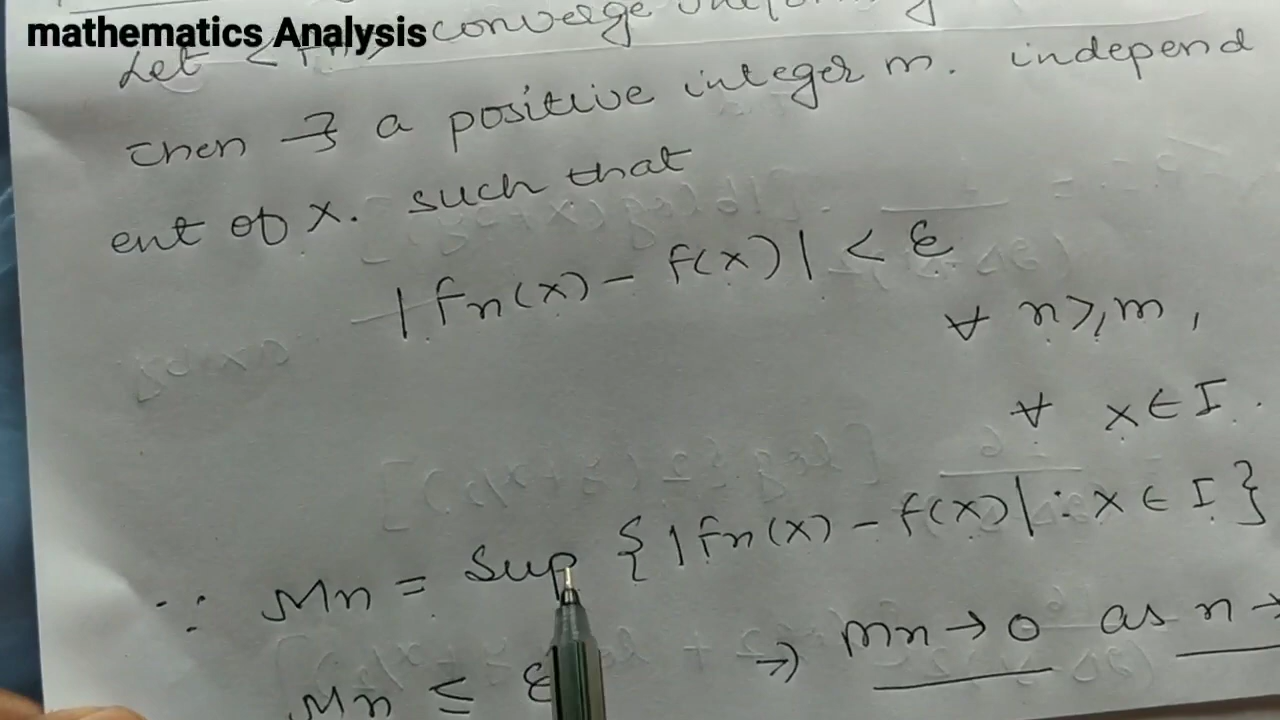 mathematics Analysis
Let <Fn> converge
then ∃ a positive integer m. independ
ent of x. such that
|fn(x) - f(x)| < ε
∀ n ≥ m,
∀ x ∈ I.
∵ Mn = Sup {|fn(x) - f(x)| : x ∈ I}
Mn ≤ ε ⇒ Mn → 0 as n →